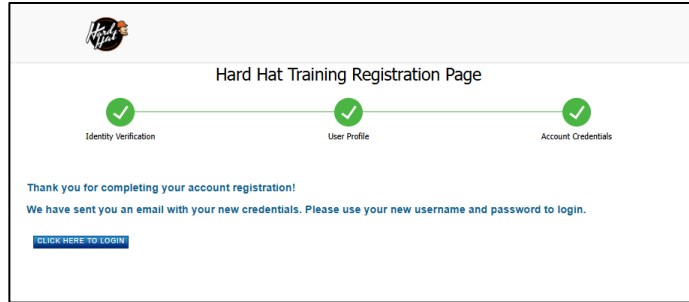 Hard Hat
Hard Hat Training Registration Page
Identity Verification
User Profile
Account Credentials
Thank you for completing your account registration!
We have sent you an email with your new credentials. Please use your new username and password to login.
CLICK HERE TO LOGIN